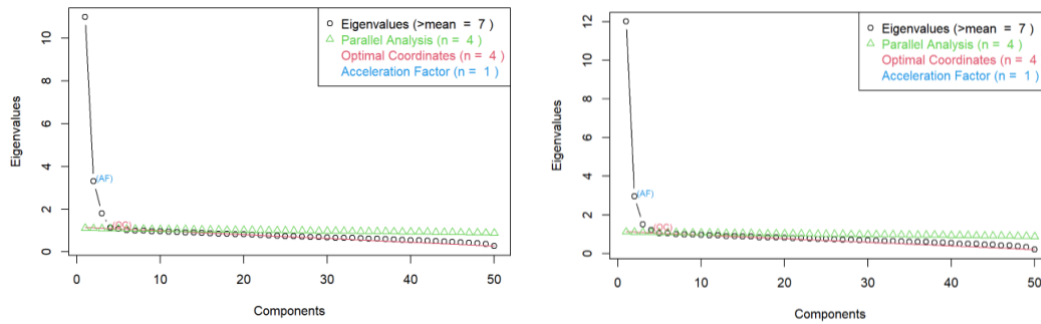 Eigenvalues (>mean = 7 )
Parallel Analysis (n = 4 )
Optimal Coordinates (n = 4 )
Acceleration Factor (n = 1 )
10
8
6
4
2
0
Eigenvalues
(AF)
(OC)
0
10
20
30
40
50
Components
Eigenvalues (>mean = 7 )
Parallel Analysis (n = 4 )
Optimal Coordinates (n = 4
Acceleration Factor (n = 1 )
12
10
8
6
4
2
0
Eigenvalues
(AF)
(OC)
0
10
20
30
40
50
Components